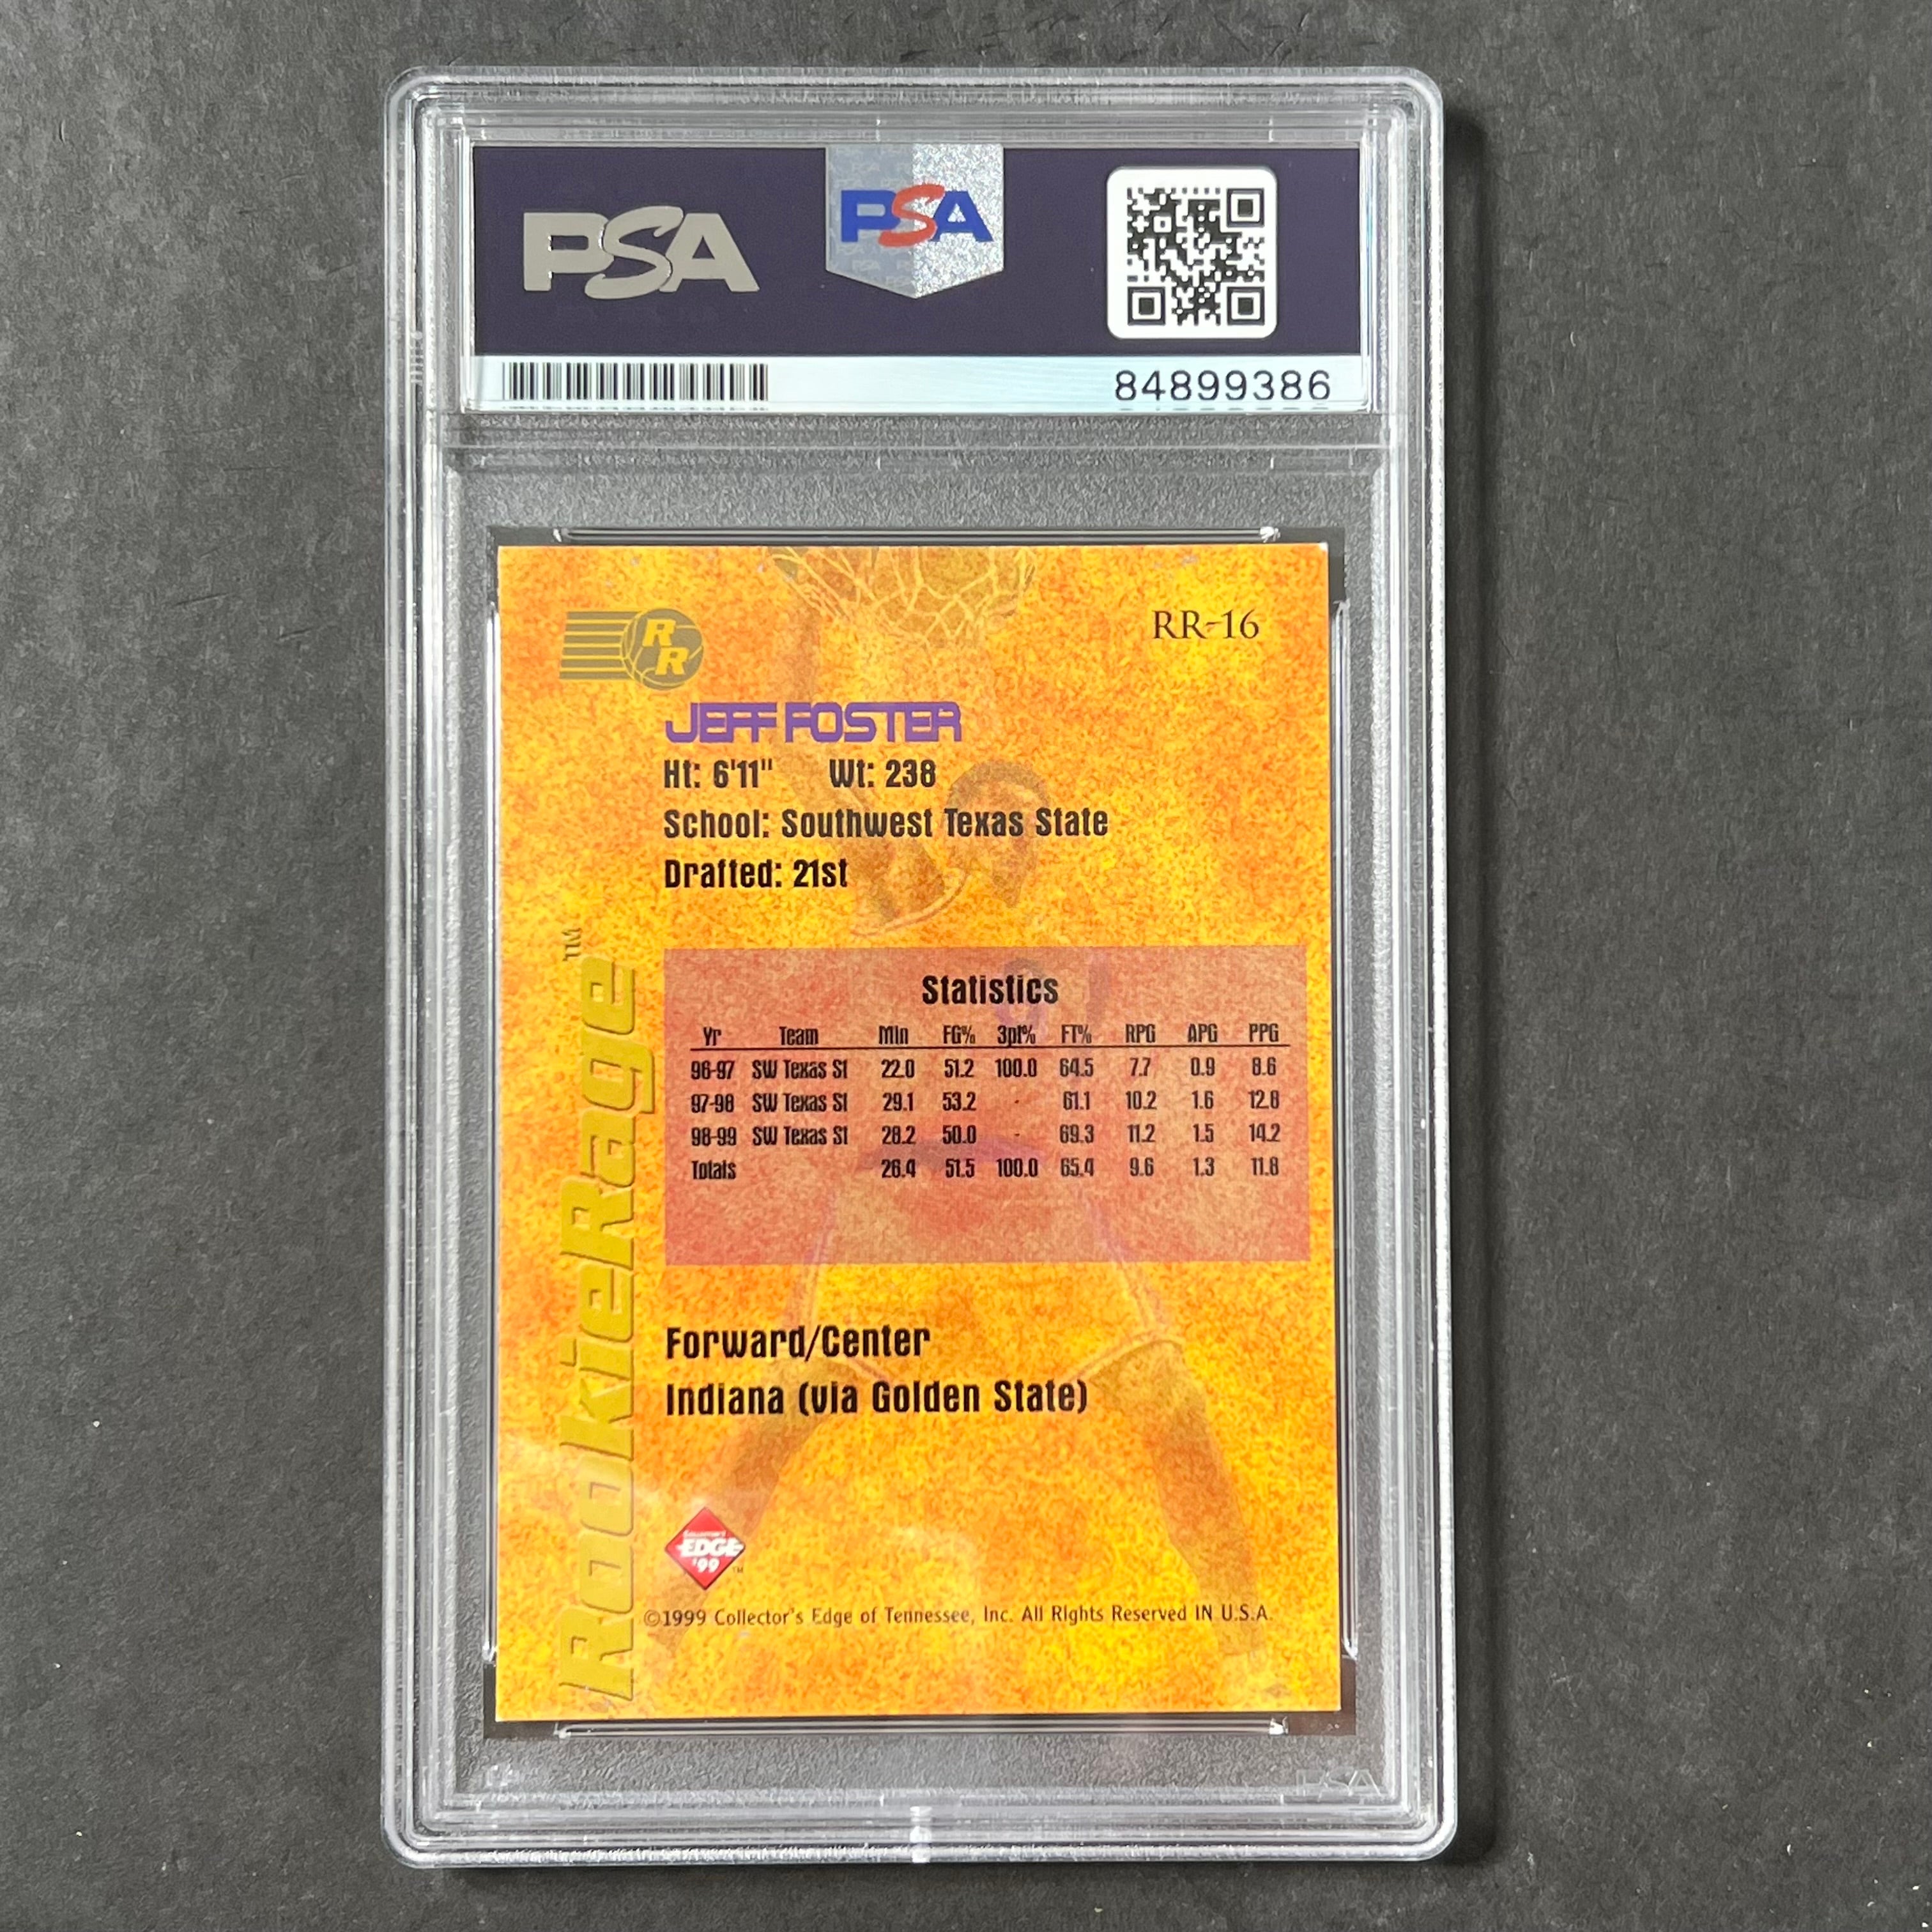 PSA
PSA
84899386
RR
RR-16
JEFF FOSTER
Ht: 6'11" Wt: 238
School: Southwest Texas State
Drafted: 21st
RookieRage™
Statistics
Yr Team Min FG% 3pt% FT% RPG APG PPG
96-97 SW Texas St 22.0 51.2 100.0 64.5 7.7 0.9 8.6
97-98 SW Texas St 29.1 53.2 - 61.1 10.2 1.6 12.8
98-99 SW Texas St 28.2 50.0 - 69.3 11.2 1.5 14.2
Totals 26.4 51.5 100.0 65.4 9.6 1.3 11.8
Forward/Center
Indiana (via Golden State)
COLLECTOR'S
EDGE
'99™
©1999 Collector's Edge of Tennessee, Inc. All Rights Reserved IN U.S.A.
PSA